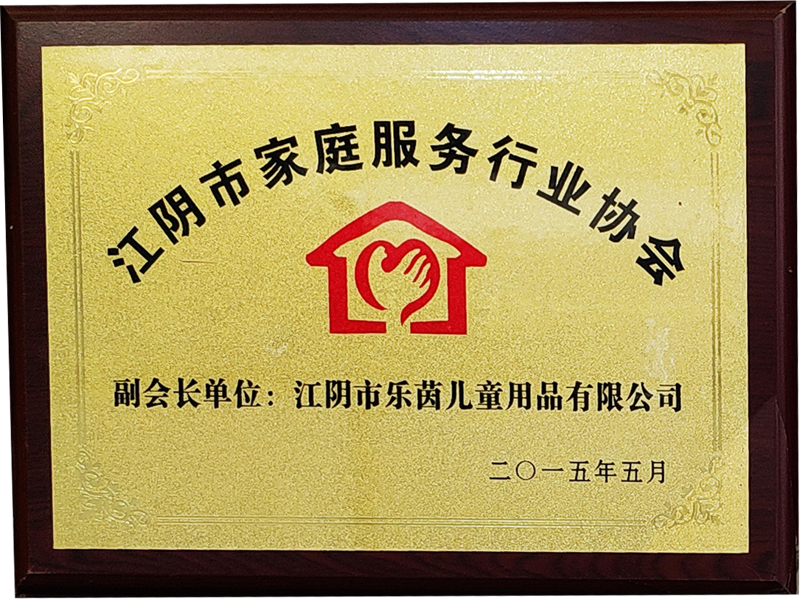 江阴市家庭服务行业协会
副会长单位：江阴市乐茵儿童用品有限公司
二〇一五年五月